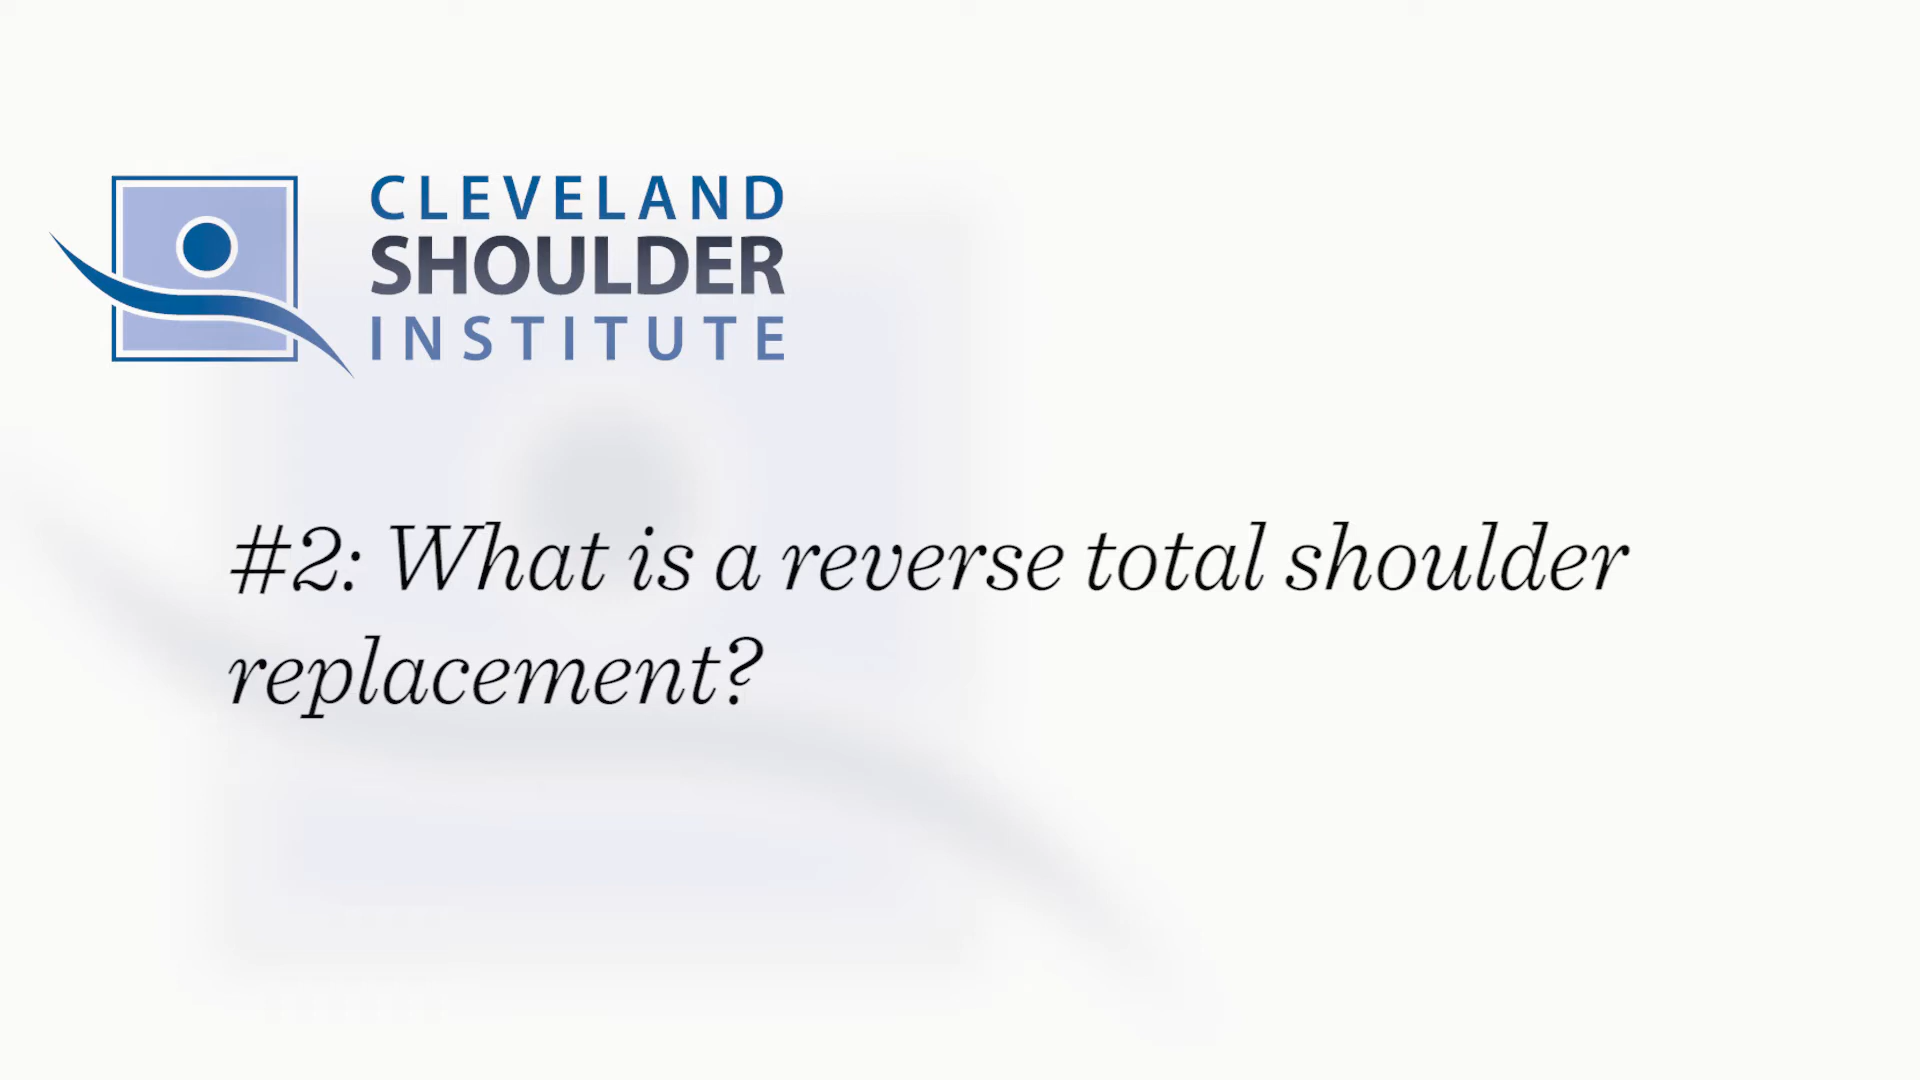 CLEVELAND
SHOULDER
INSTITUTE
#2: What is a reverse total shoulder
replacement?